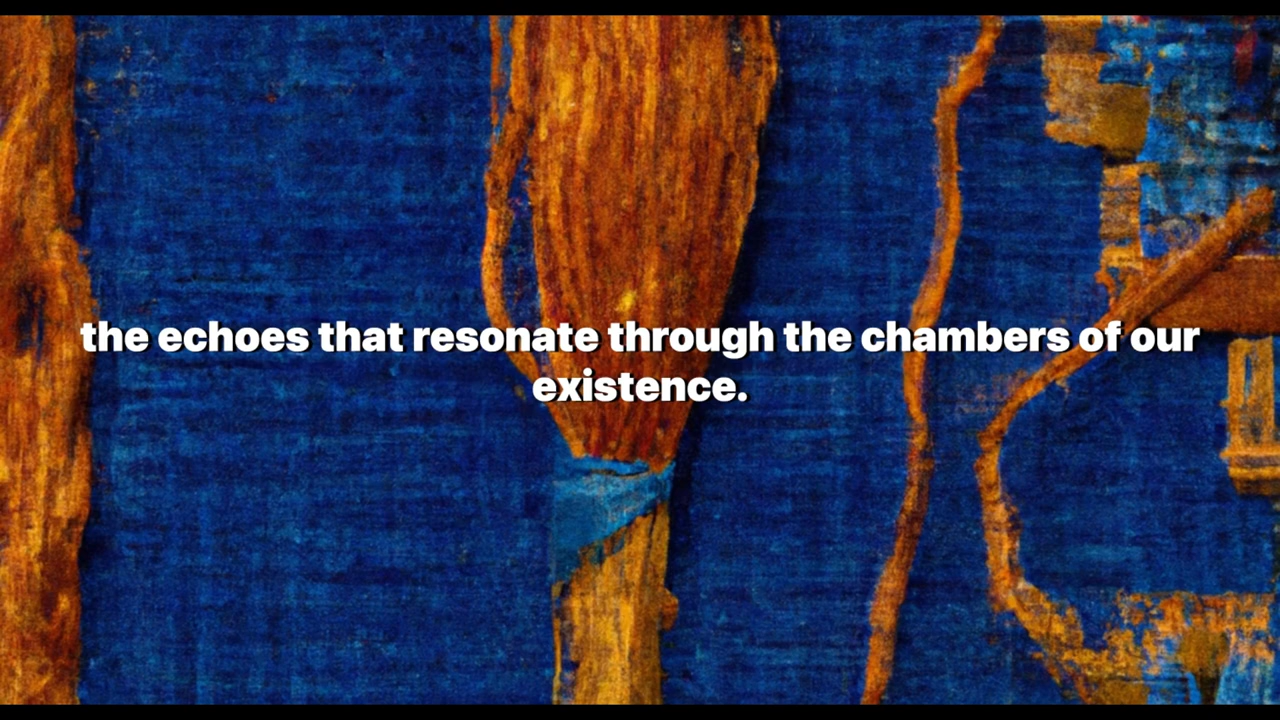 the echoes that resonate through the chambers of our
existence.